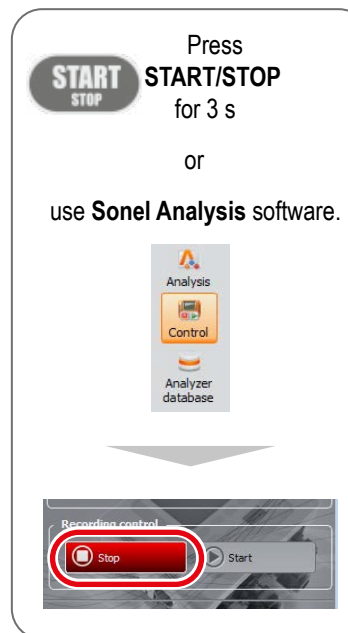 Press
START
STOP
START/STOP
for 3 s
or
use Sonel Analysis software.
Analysis
Control
Analyzer
database
Recording control
Stop
Start